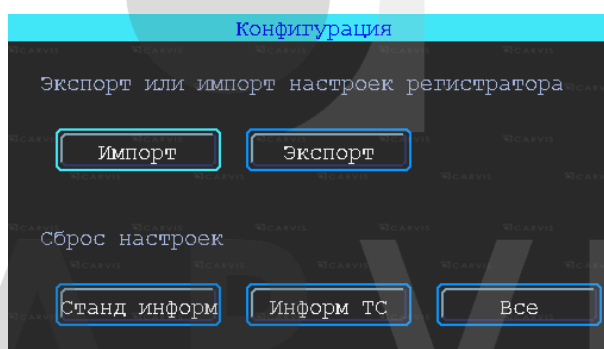 Конфигурация
Экспорт или импорт настроек регистратора
Импорт Экспорт
Сброс настроек
Станд информ Информ ТС Все